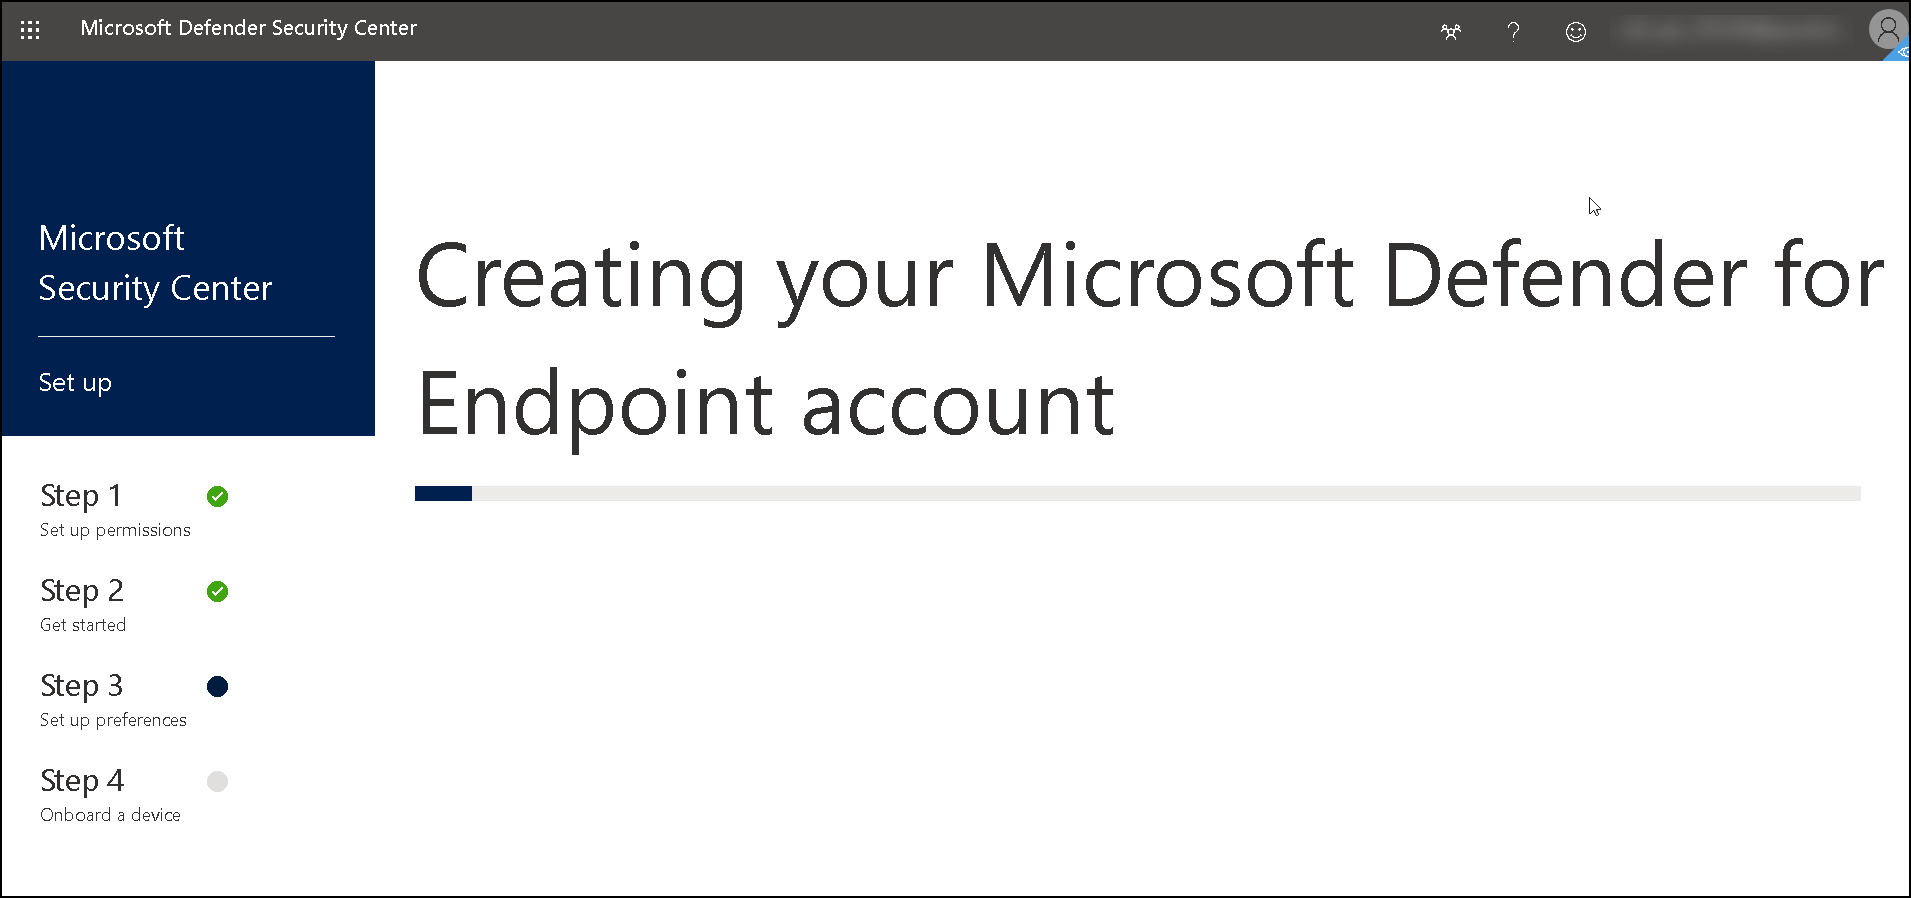 Microsoft Defender Security Center
Microsoft
Security Center
Set up
Step 1
Set up permissions
Step 2
Get started
Step 3
Set up preferences
Step 4
Onboard a device
Creating your Microsoft Defender for
Endpoint account